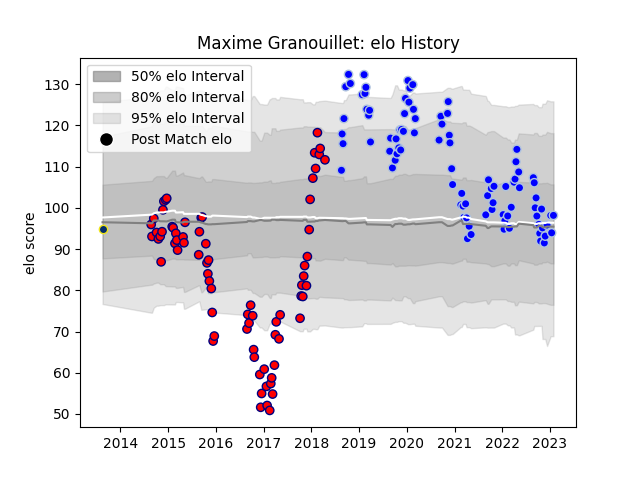 Maxime Granouillet: elo History
50% elo Interval
80% elo Interval
95% elo Interval
Post Match elo
elo score
130
120
110
100
90
80
70
60
50
2014 2015 2016 2017 2018 2019 2020 2021 2022 2023